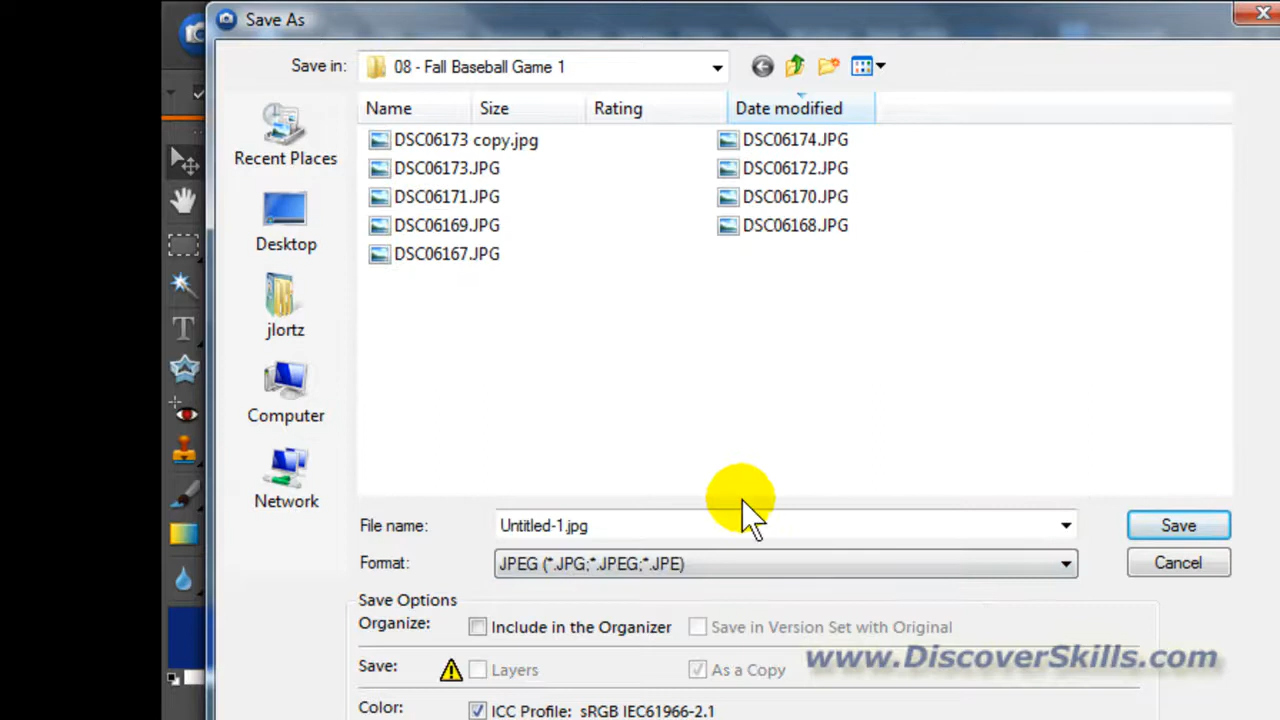 Save As
Save in: 08 - Fall Baseball Game 1
Name Size Rating Date modified
DSC06173 copy.jpg DSC06174.JPG
DSC06173.JPG DSC06172.JPG
DSC06171.JPG DSC06170.JPG
DSC06169.JPG DSC06168.JPG
DSC06167.JPG
Recent Places
Desktop
jlortz
Computer
Network
T
File name: Untitled-1.jpg Save
Format: JPEG (*.JPG;*.JPEG;*.JPE) Cancel
Save Options
Organize: Include in the Organizer Save in Version Set with Original
www.DiscoverSkills.com
Save: Layers As a Copy
Color: ICC Profile: sRGB IEC61966-2.1